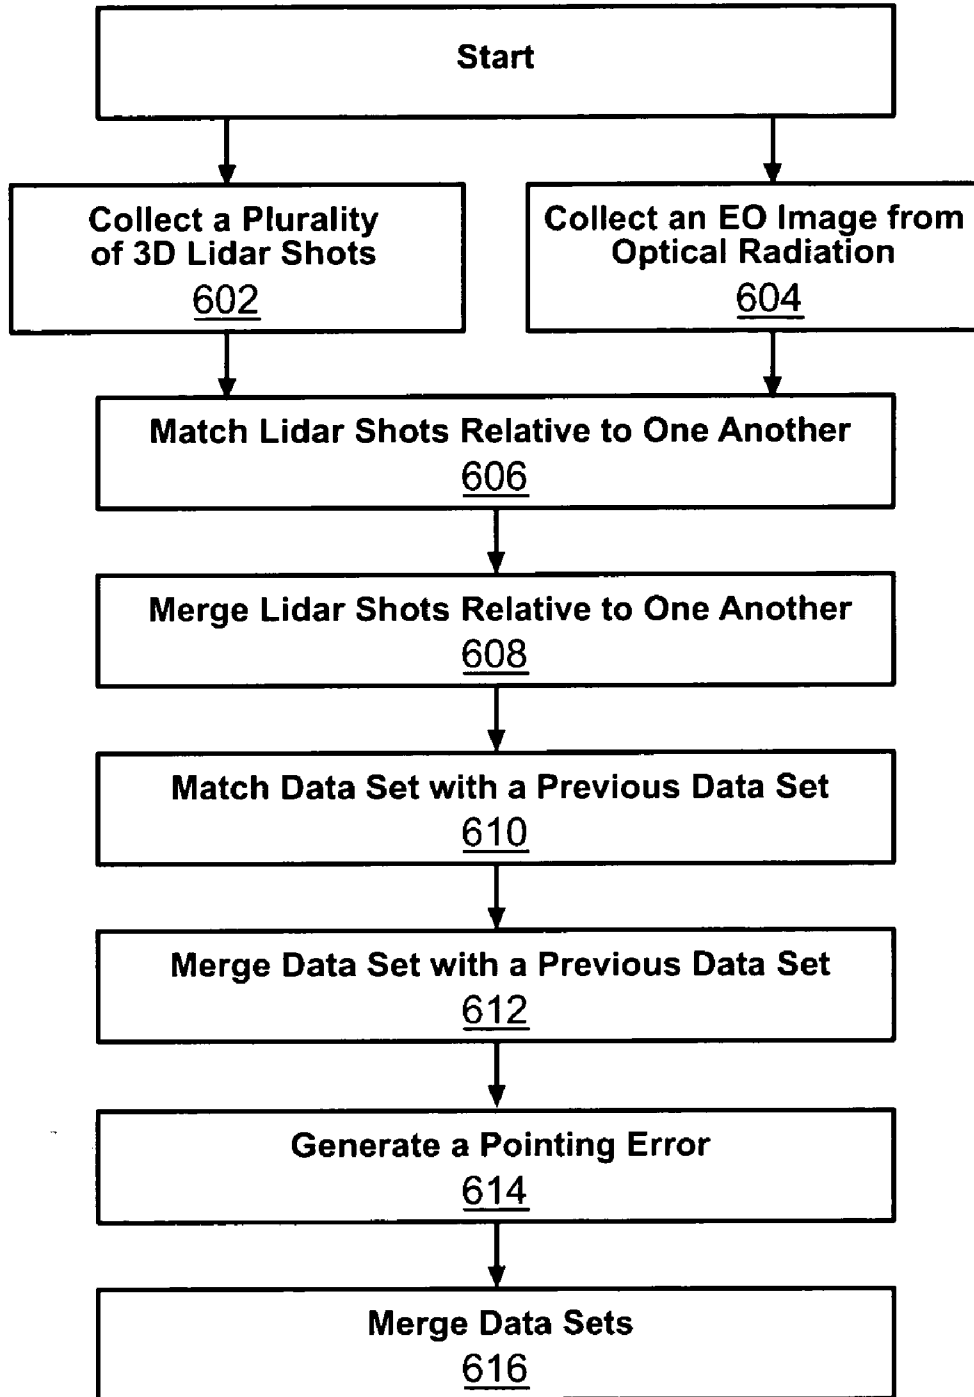 Start
Collect a Plurality
of 3D Lidar Shots
602
Collect an EO Image from
Optical Radiation
604
Match Lidar Shots Relative to One Another
606
Merge Lidar Shots Relative to One Another
608
Match Data Set with a Previous Data Set
610
Merge Data Set with a Previous Data Set
612
Generate a Pointing Error
614
Merge Data Sets
616